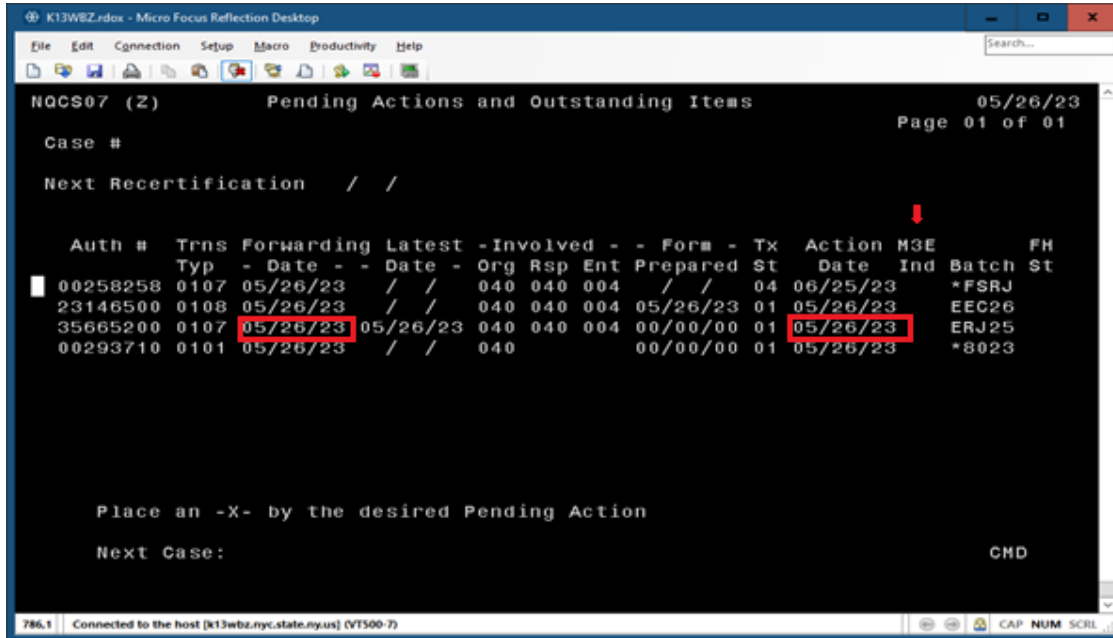 K13WBZ.rdox - Micro Focus Reflection Desktop
File Edit Connection Setup Macro Productivity Help
Search...
NQCS07 (Z) Pending Actions and Outstanding Items 05/26/23
Page 01 of 01
Case #
Next Recertification / /
Auth # Trns Forwarding Latest -Involved - - Form - Tx Action M3E FH
Typ - Date - - Date - Org Rsp Ent Prepared St Date Ind Batch St
00258258 0107 05/26/23 / / 040 040 004 / / 04 06/25/23 *FSRJ
23146500 0108 05/26/23 / / 040 040 004 05/26/23 01 05/26/23 EEC26
35665200 0107 05/26/23 05/26/23 040 040 004 00/00/00 01 05/26/23 ERJ25
00293710 0101 05/26/23 / / 040 00/00/00 01 05/26/23 *8023
Place an -X- by the desired Pending Action
Next Case: CMD
786,1 Connected to the host [k13wbz.nyc.state.ny.us] (VT500-7) CAP NUM SCRL